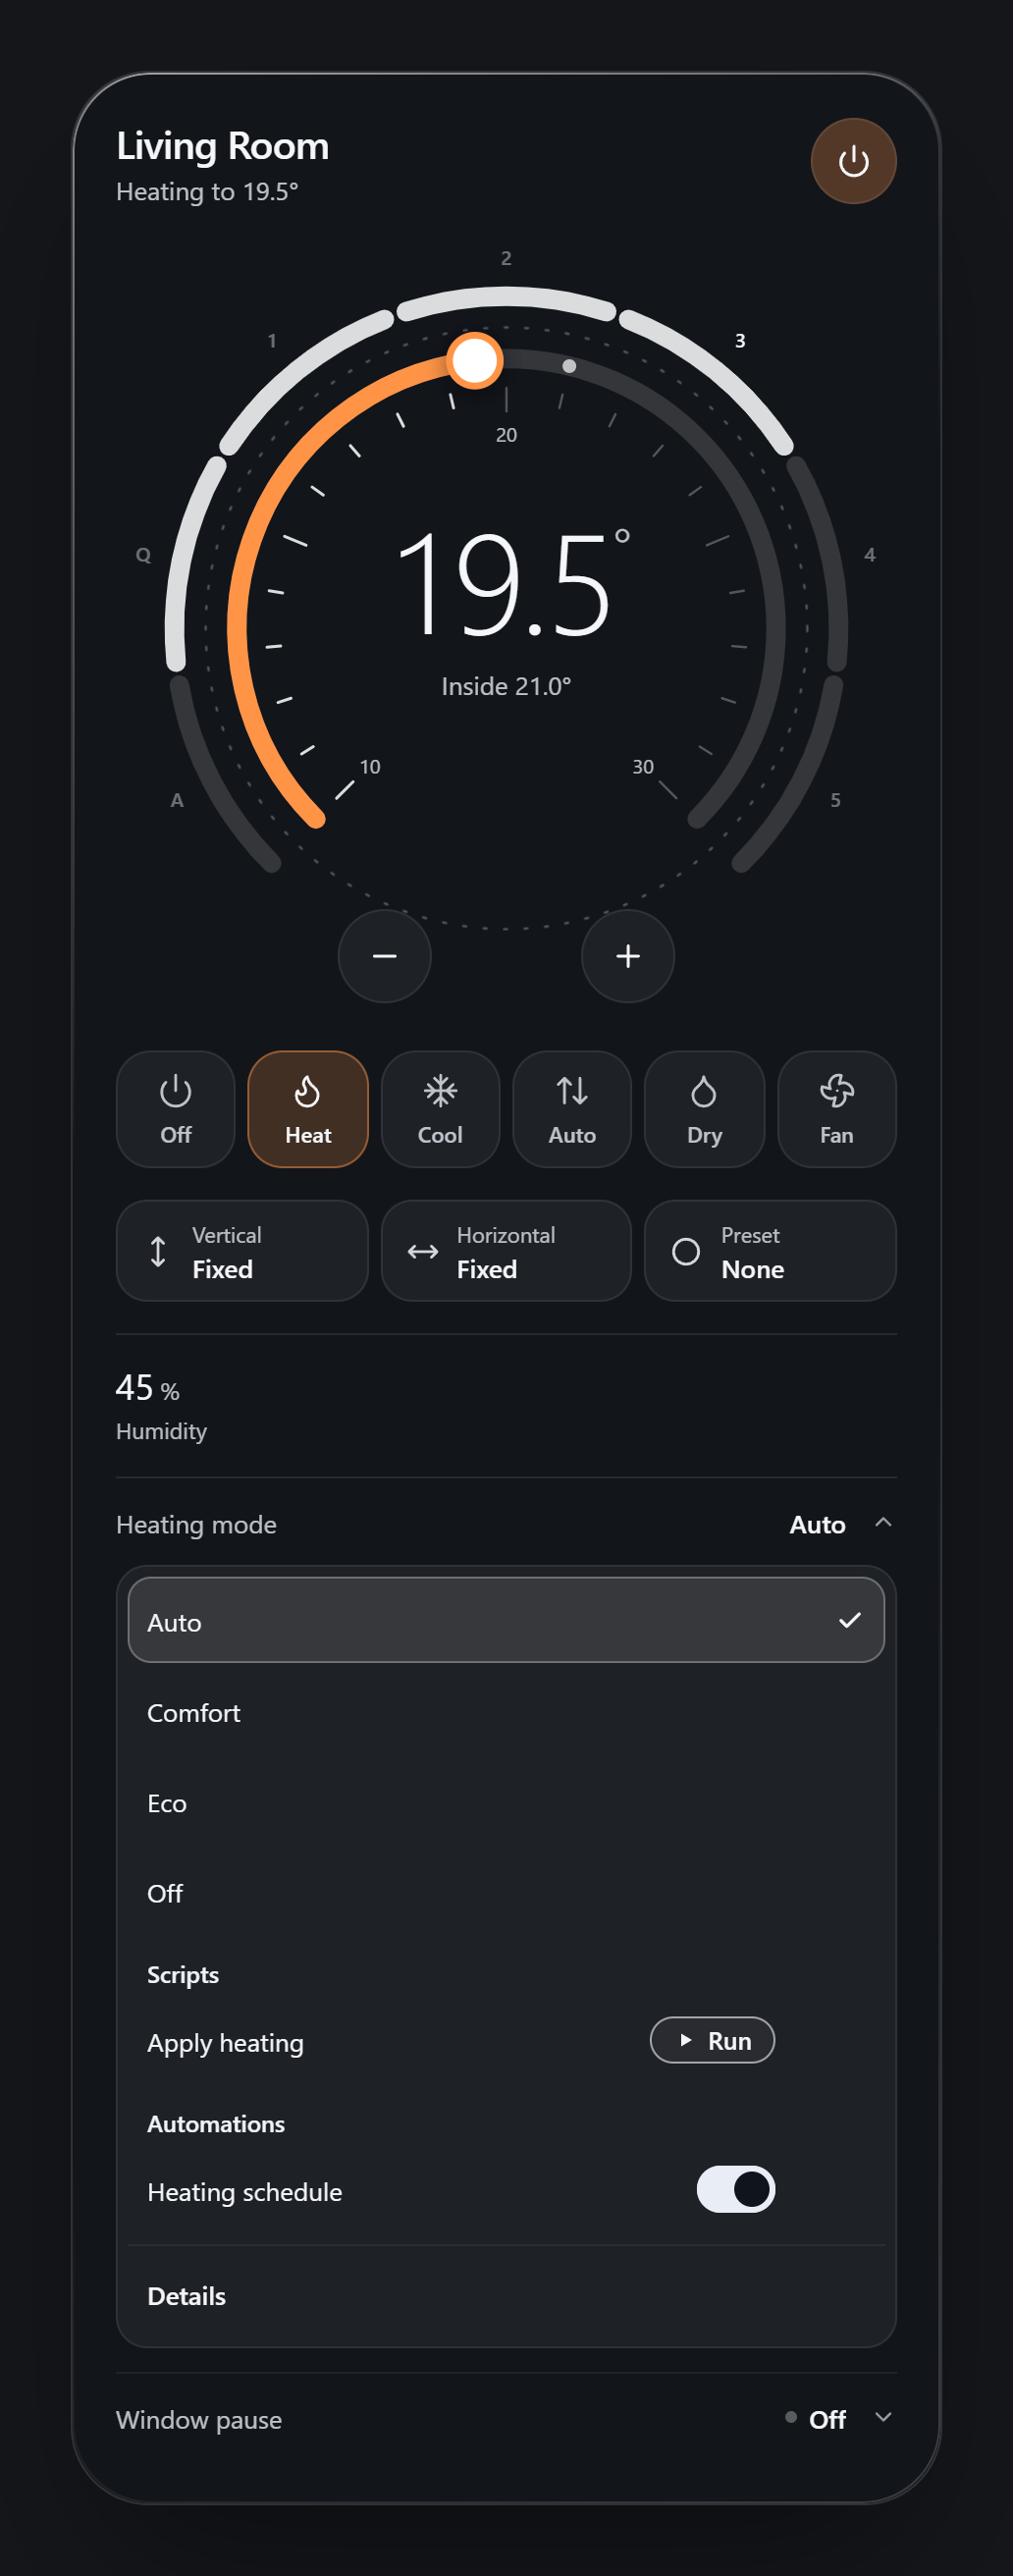 Living Room
Heating to 19.5°
2
1
3
20
19.5°
Q
4
Inside 21.0°
10
30
A
5
Off
Heat
Cool
Auto
Dry
Fan
Vertical
Fixed
Horizontal
Fixed
Preset
None
45 %
Humidity
Heating mode
Auto
Auto
Comfort
Eco
Off
Scripts
Apply heating
Run
Automations
Heating schedule
Details
Window pause
Off